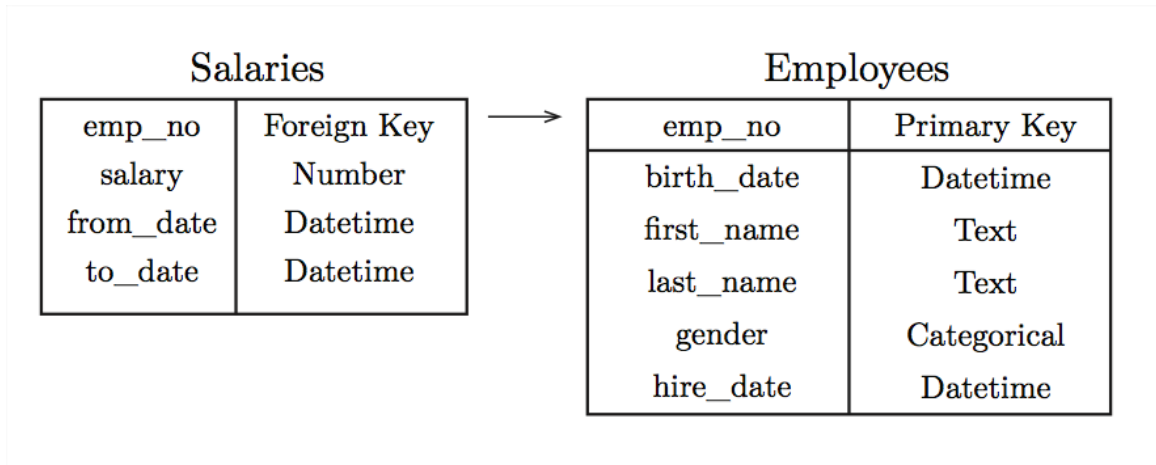 Salaries
emp_no Foreign Key
salary Number
from_date Datetime
to_date Datetime
Employees
emp_no Primary Key
birth_date Datetime
first_name Text
last_name Text
gender Categorical
hire_date Datetime